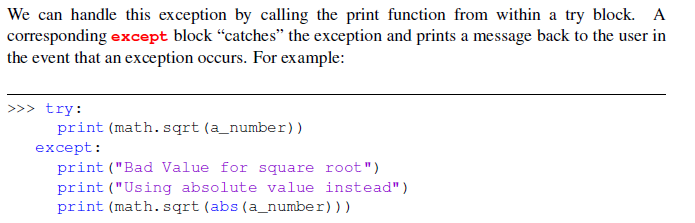 We can handle this exception by calling the print function from within a try block. A
corresponding except block “catches” the exception and prints a message back to the user in
the event that an exception occurs. For example:
>>> try:
print(math.sqrt(a_number))
except:
print("Bad Value for square root")
print("Using absolute value instead")
print(math.sqrt(abs(a_number)))